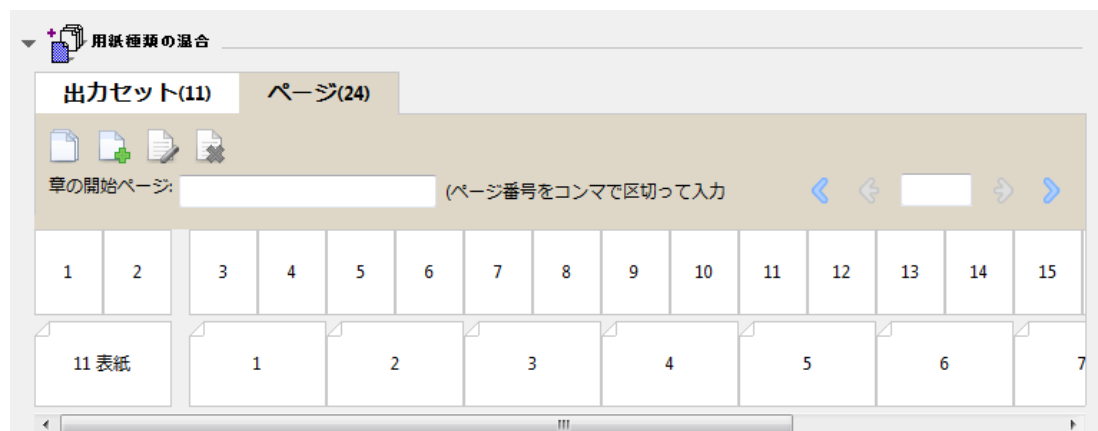 用紙種類の混合
出力セット(11) ページ(24)
章の開始ページ: (ページ番号をコンマで区切って入力
1 2 3 4 5 6 7 8 9 10 11 12 13 14 15
11 表紙 1 2 3 4 5 6 7